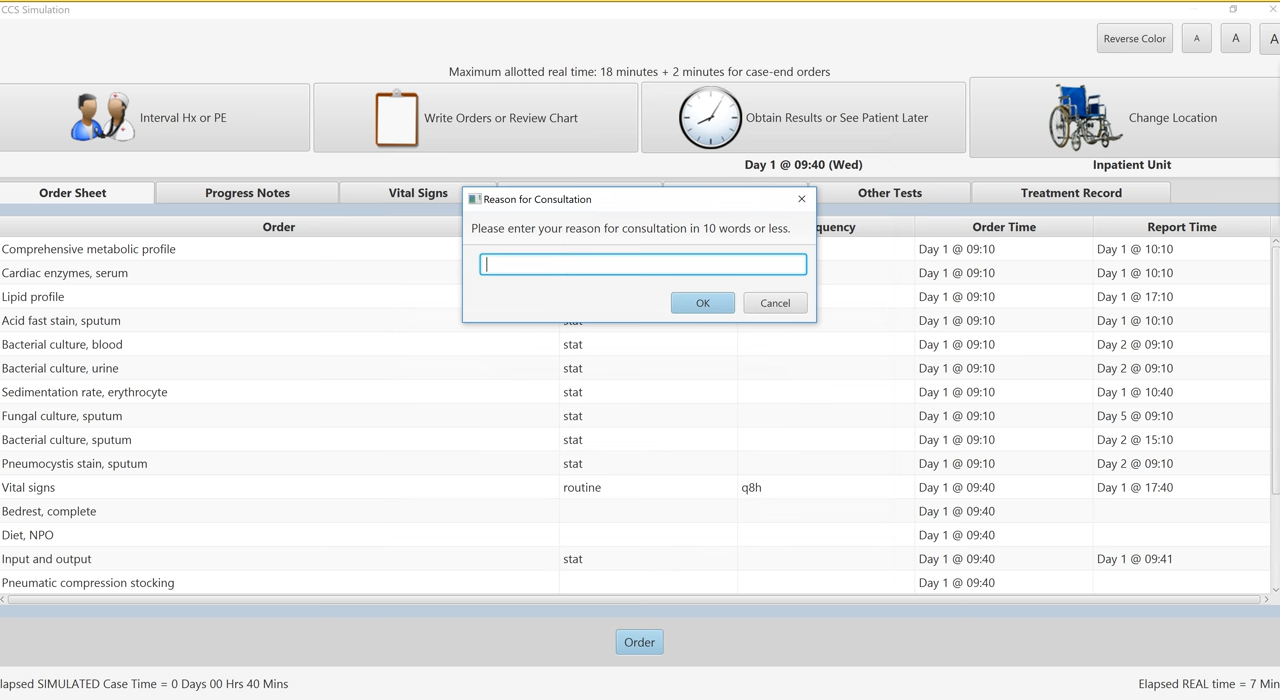 CCS Simulation
Reverse Color A A A
Maximum allotted real time: 18 minutes + 2 minutes for case-end orders
Interval Hx or PE Write Orders or Review Chart Obtain Results or See Patient Later Change Location
Day 1 @ 09:40 (Wed) Inpatient Unit
Order Sheet Progress Notes Vital Signs Other Tests Treatment Record
Reason for Consultation
Please enter your reason for consultation in 10 words or less.
OK Cancel
Order quency Order Time Report Time
Comprehensive metabolic profile Day 1 @ 09:10 Day 1 @ 10:10
Cardiac enzymes, serum Day 1 @ 09:10 Day 1 @ 10:10
Lipid profile Day 1 @ 09:10 Day 1 @ 17:10
Acid fast stain, sputum stat Day 1 @ 09:10 Day 1 @ 10:10
Bacterial culture, blood stat Day 1 @ 09:10 Day 2 @ 09:10
Bacterial culture, urine stat Day 1 @ 09:10 Day 2 @ 09:10
Sedimentation rate, erythrocyte stat Day 1 @ 09:10 Day 1 @ 10:40
Fungal culture, sputum stat Day 1 @ 09:10 Day 5 @ 09:10
Bacterial culture, sputum stat Day 1 @ 09:10 Day 2 @ 15:10
Pneumocystis stain, sputum stat Day 1 @ 09:10 Day 2 @ 09:10
Vital signs routine q8h Day 1 @ 09:40 Day 1 @ 17:40
Bedrest, complete Day 1 @ 09:40
Diet, NPO Day 1 @ 09:40
Input and output stat Day 1 @ 09:40 Day 1 @ 09:41
Pneumatic compression stocking Day 1 @ 09:40
Order
lapsed SIMULATED Case Time = 0 Days 00 Hrs 40 Mins Elapsed REAL time = 7 Min